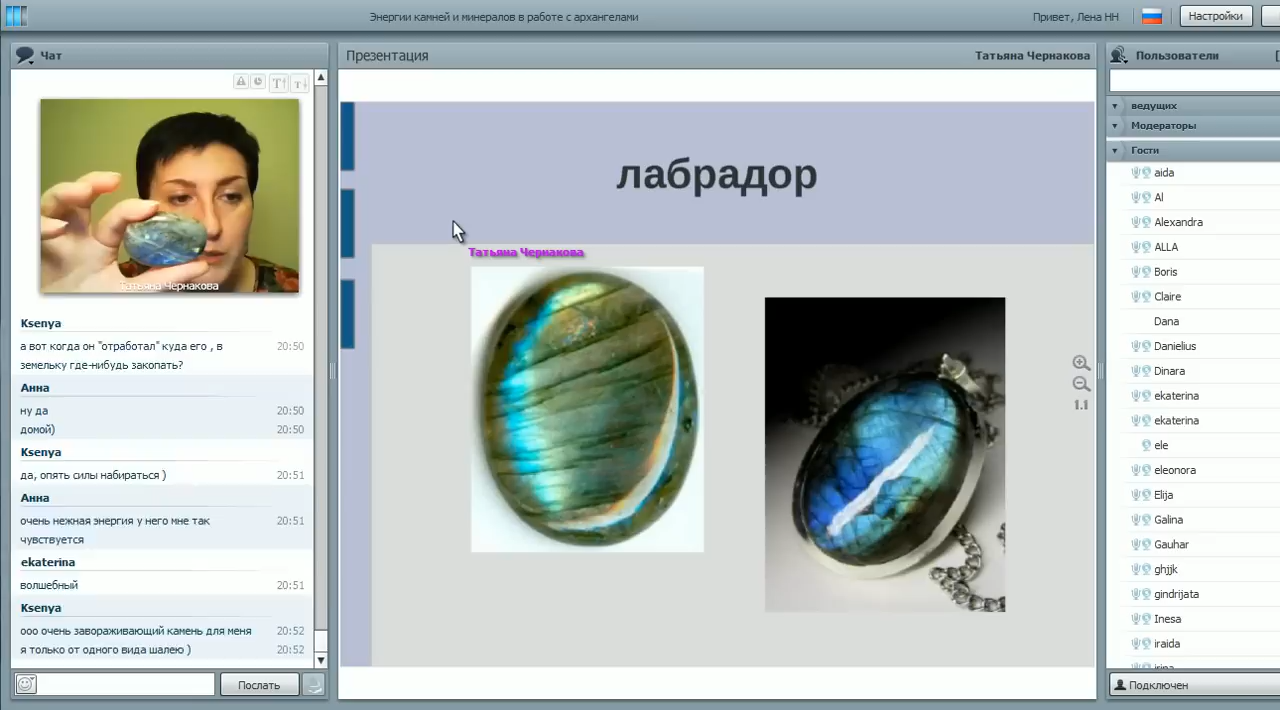 Энергии камней и минералов в работе с архангелами
Привет, Лена НН
Настройки
Чат
Татьяна Чернакова
Ksenya
а вот когда он "отработал" куда его , в 20:50
земельку где-нибудь закопать?
Анна
ну да 20:50
домой) 20:50
Ksenya
да, опять силы набираться ) 20:51
Анна
очень нежная энергия у него мне так 20:51
чувствуется
ekaterina
волшебный 20:51
Ksenya
ооо очень завораживающий камень для меня 20:52
я только от одного вида шалею ) 20:52
Послать
Презентация
Татьяна Чернакова
лабрадор
Татьяна Чернакова
1:1
Пользователи
ведущих
Модераторы
Гости
aida
Al
Alexandra
ALLA
Boris
Claire
Dana
Danielius
Dinara
ekaterina
ekaterina
ele
eleonora
Elija
Galina
Gauhar
ghjjk
gindrijata
Inesa
iraida
Подключен